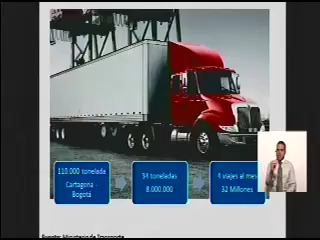 110.000 tonelada
Cartagena -
Bogotá
34 toneladas
8.000.000
4 viajes al mes
32 Millones
Fuente: Ministerio de Transporte